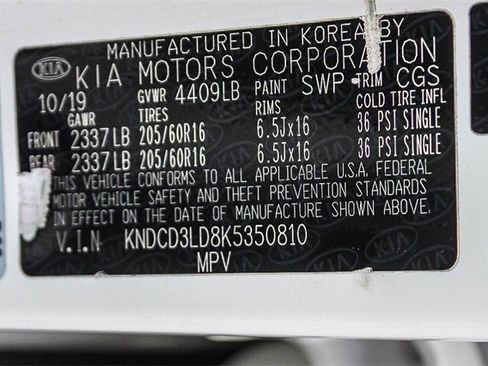 MANUFACTURED IN KOREA BY
KIA KIA MOTORS CORPORATION
10/19 GVWR 4409LB PAINT SWP TRIM CGS
GAWR TIRES RIMS COLD TIRE INFL
FRONT 2337LB 205/60R16 6.5Jx16 36 PSI SINGLE
REAR 2337LB 205/60R16 6.5Jx16 36 PSI SINGLE
THIS VEHICLE CONFORMS TO ALL APPLICABLE U.S.A. FEDERAL
MOTOR VEHICLE SAFETY AND THEFT PREVENTION STANDARDS
IN EFFECT ON THE DATE OF MANUFACTURE SHOWN ABOVE.
V.I.N KNDCD3LD8K5350810
MPV